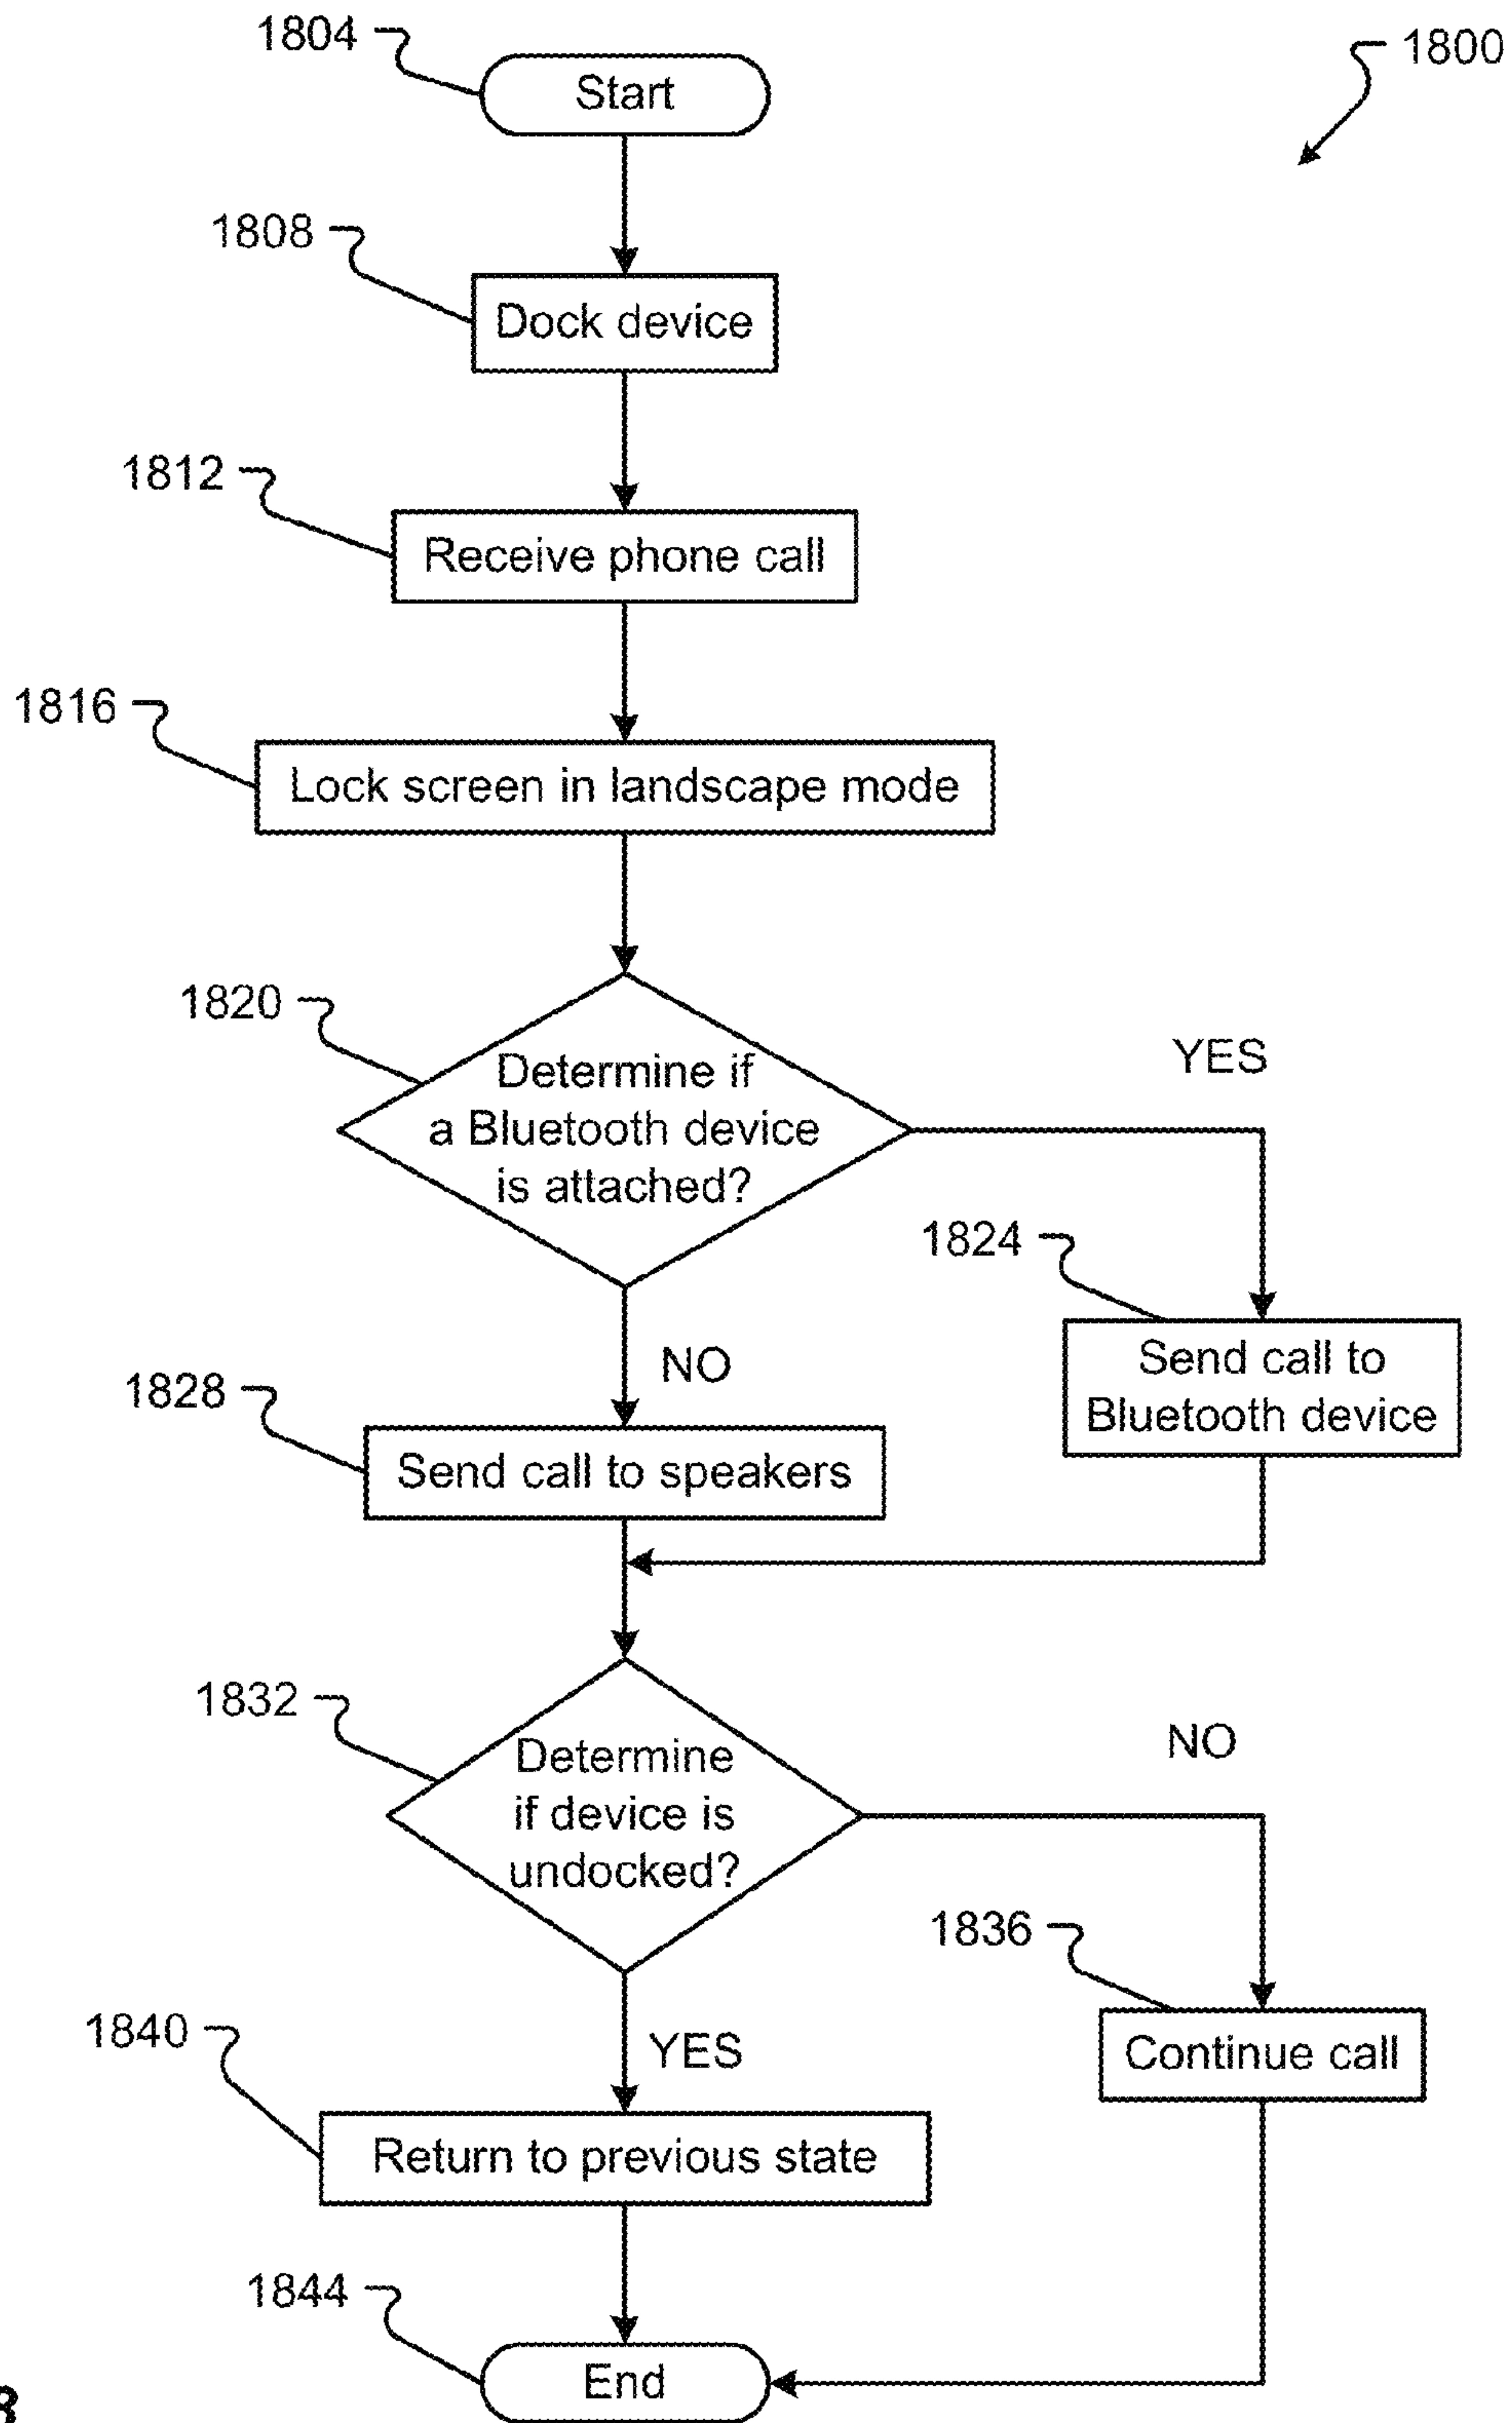 1804
1800
Start
1808
Dock device
1812
Receive phone call
1816
Lock screen in landscape mode
1820
Determine if
a Bluetooth device
is attached?
YES
1824
Send call to
Bluetooth device
NO
1828
Send call to speakers
1832
Determine
if device is
undocked?
NO
1836
Continue call
YES
1840
Return to previous state
1844
End